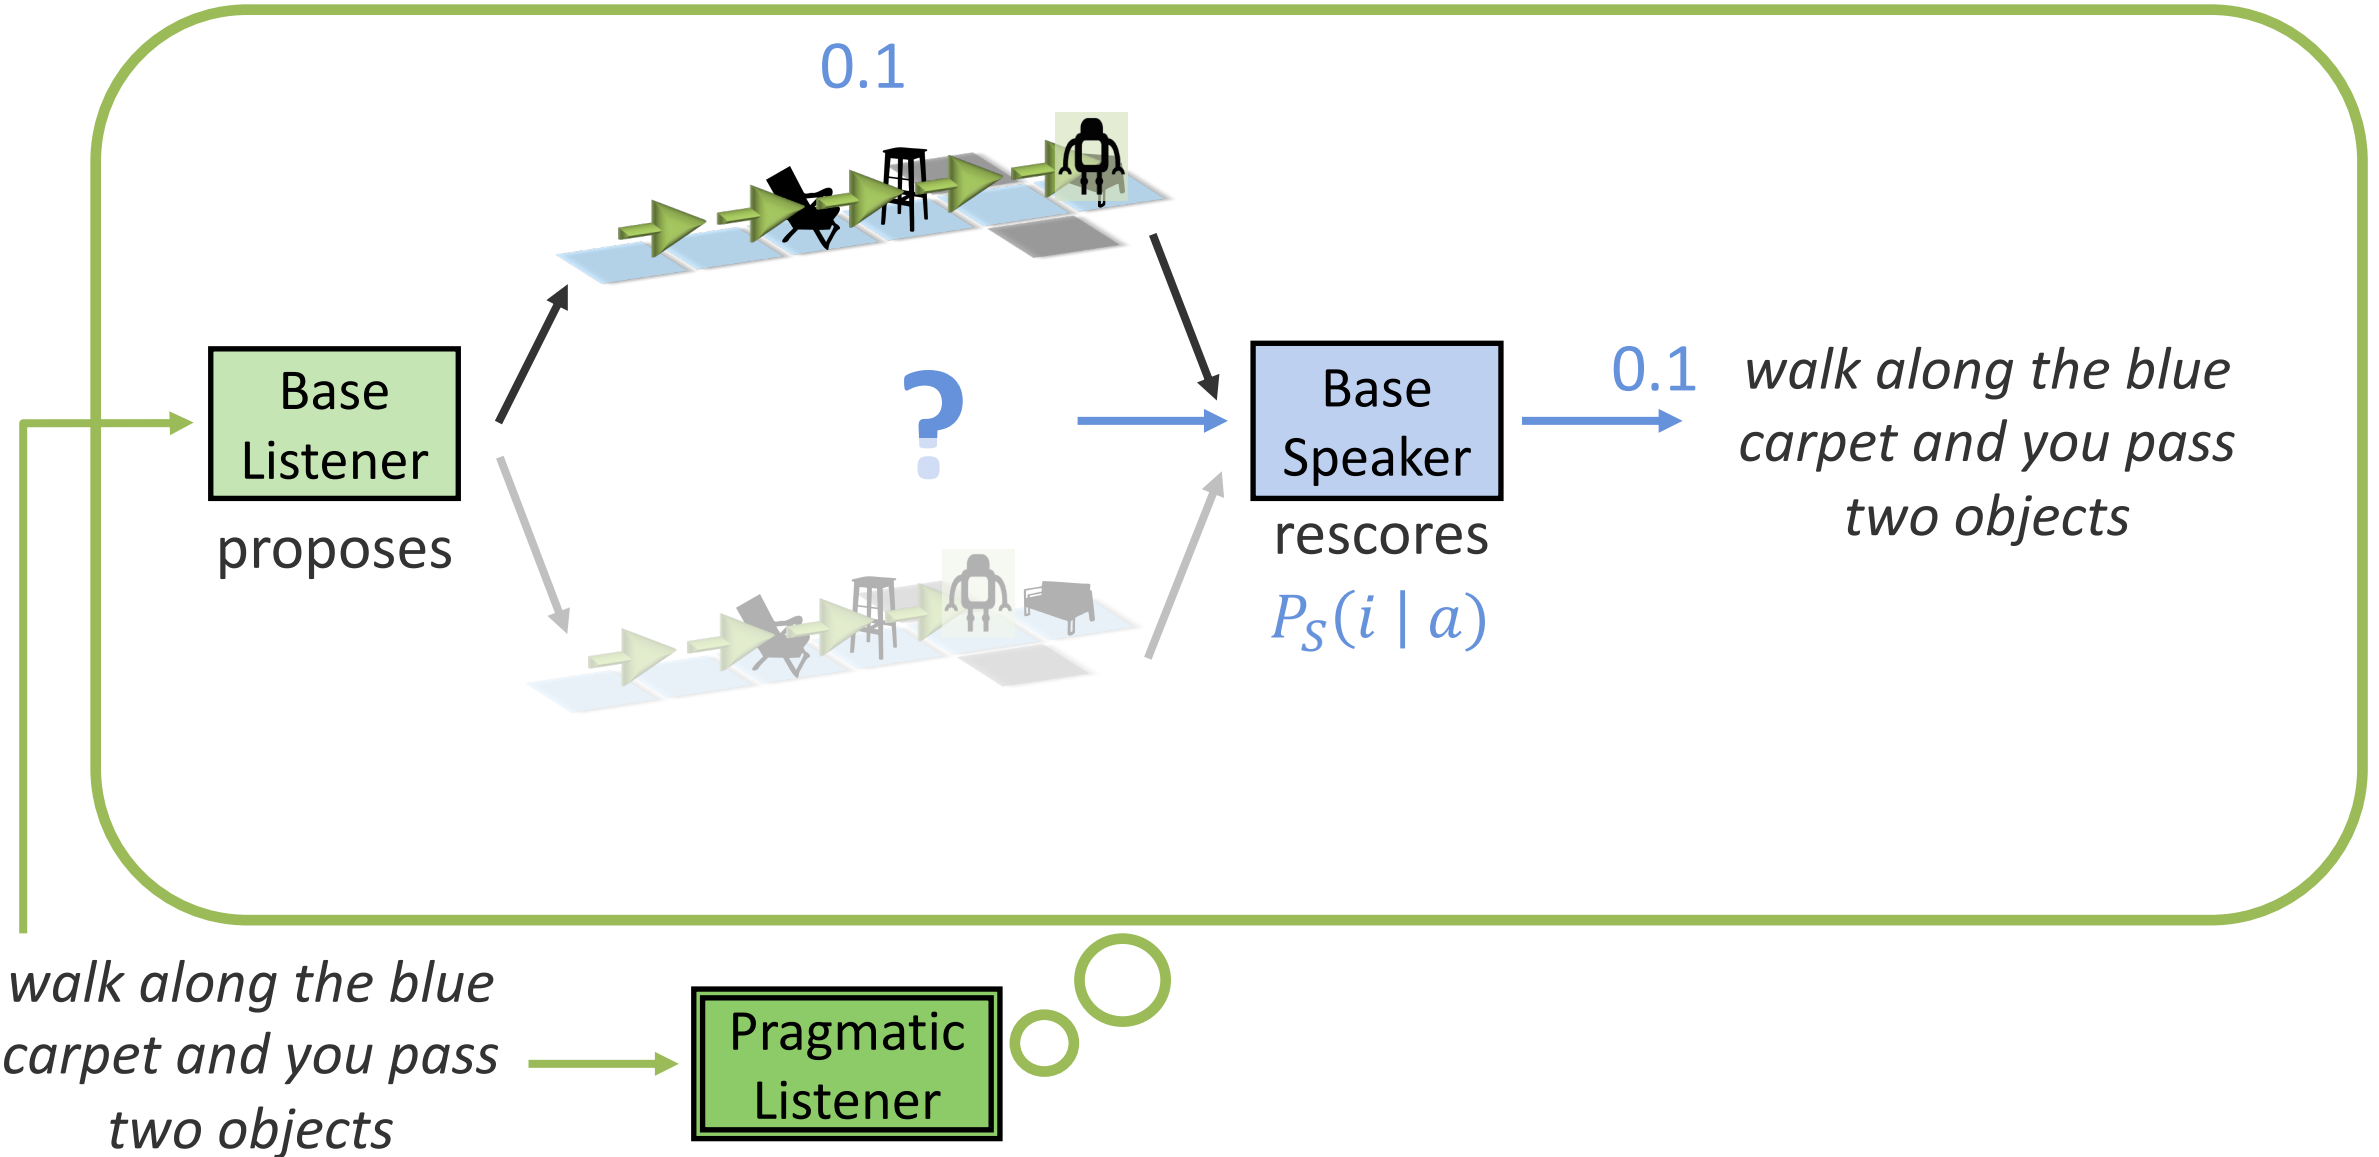 0.1
Base
Listener
proposes
?
Base
Speaker
rescores
P_S(i | a)
0.1
walk along the blue
carpet and you pass
two objects
walk along the blue
carpet and you pass
two objects
Pragmatic
Listener